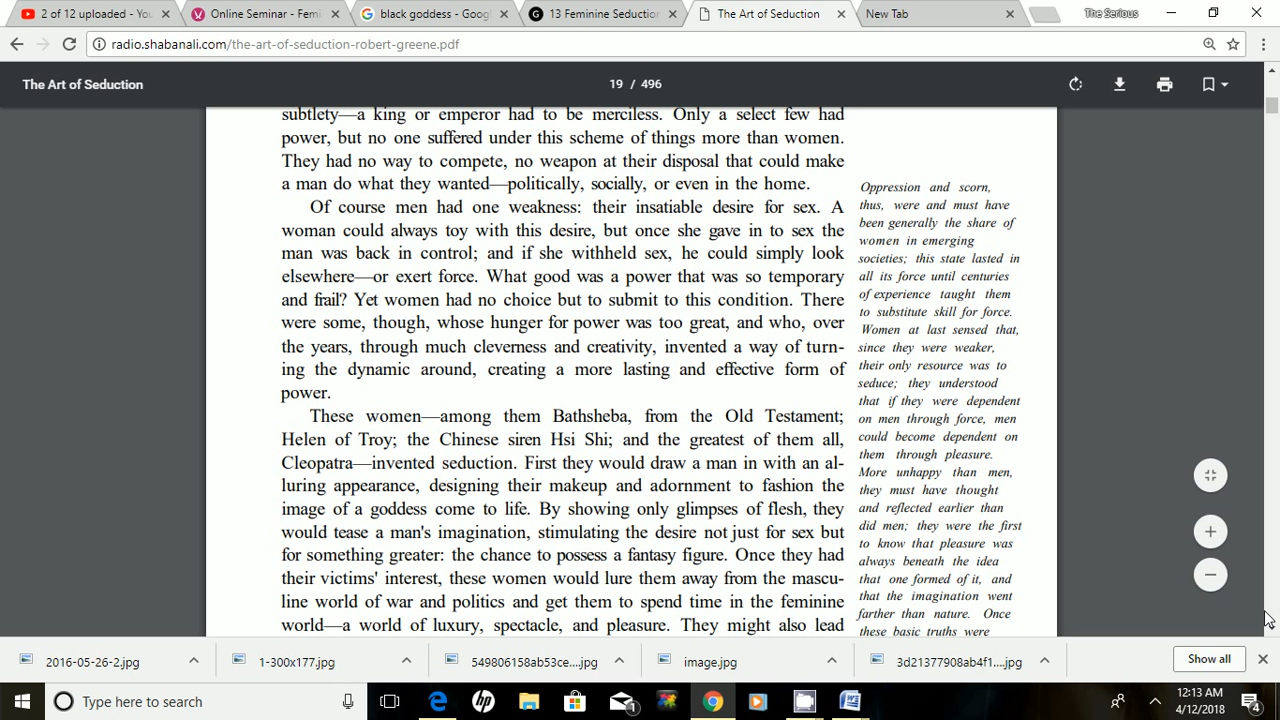 2 of 12 uploaded - You
Online Seminar - Femi
black goddess - Goog
13 Feminine Seduction
The Art of Seduction
New Tab
The Serious
radio.shabanali.com/the-art-of-seduction-robert-greene.pdf
The Art of Seduction
19 / 496
subtlety—a king or emperor had to be merciless. Only a select few had
power, but no one suffered under this scheme of things more than women.
They had no way to compete, no weapon at their disposal that could make
a man do what they wanted—politically, socially, or even in the home.
Of course men had one weakness: their insatiable desire for sex. A
woman could always toy with this desire, but once she gave in to sex the
man was back in control; and if she withheld sex, he could simply look
elsewhere—or exert force. What good was a power that was so temporary
and frail? Yet women had no choice but to submit to this condition. There
were some, though, whose hunger for power was too great, and who, over
the years, through much cleverness and creativity, invented a way of turn-
ing the dynamic around, creating a more lasting and effective form of
power.
These women—among them Bathsheba, from the Old Testament;
Helen of Troy; the Chinese siren Hsi Shi; and the greatest of them all,
Cleopatra—invented seduction. First they would draw a man in with an al-
luring appearance, designing their makeup and adornment to fashion the
image of a goddess come to life. By showing only glimpses of flesh, they
would tease a man's imagination, stimulating the desire not just for sex but
for something greater: the chance to possess a fantasy figure. Once they had
their victims' interest, these women would lure them away from the mascu-
line world of war and politics and get them to spend time in the feminine
world—a world of luxury, spectacle, and pleasure. They might also lead
Oppression and scorn,
thus, were and must have
been generally the share of
women in emerging
societies; this state lasted in
all its force until centuries
of experience taught them
to substitute skill for force.
Women at last sensed that,
since they were weaker,
their only resource was to
seduce; they understood
that if they were dependent
on men through force, men
could become dependent on
them through pleasure.
More unhappy than men,
they must have thought
and reflected earlier than
did men; they were the first
to know that pleasure was
always beneath the idea
that one formed of it, and
that the imagination went
farther than nature. Once
these basic truths were
2016-05-26-2.jpg
1-300x177.jpg
549806158ab53ce....jpg
image.jpg
3d21377908ab4f1....jpg
Show all
Type here to search
hp
1
12:13 AM
4/12/2018
4